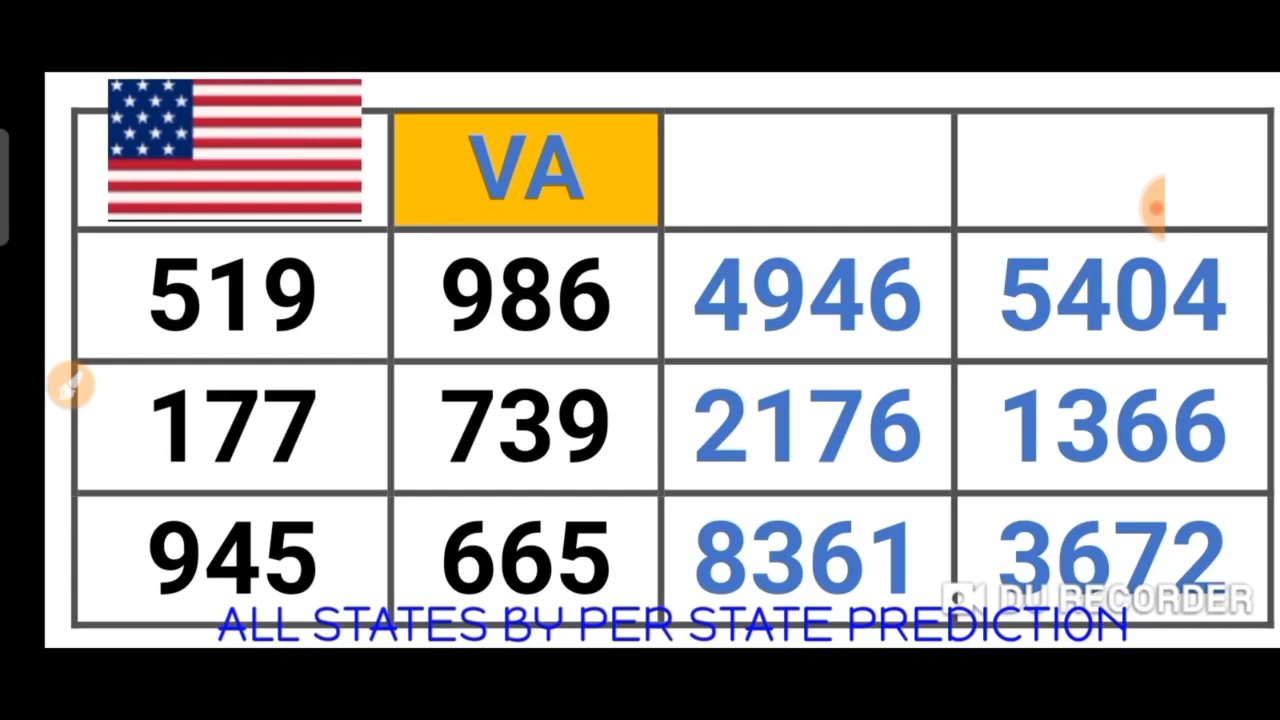 VA
519 986 4946 5404
177 739 2176 1366
945 665 8361 3672
DU RECORDER
ALL STATES BY PER STATE PREDICTION